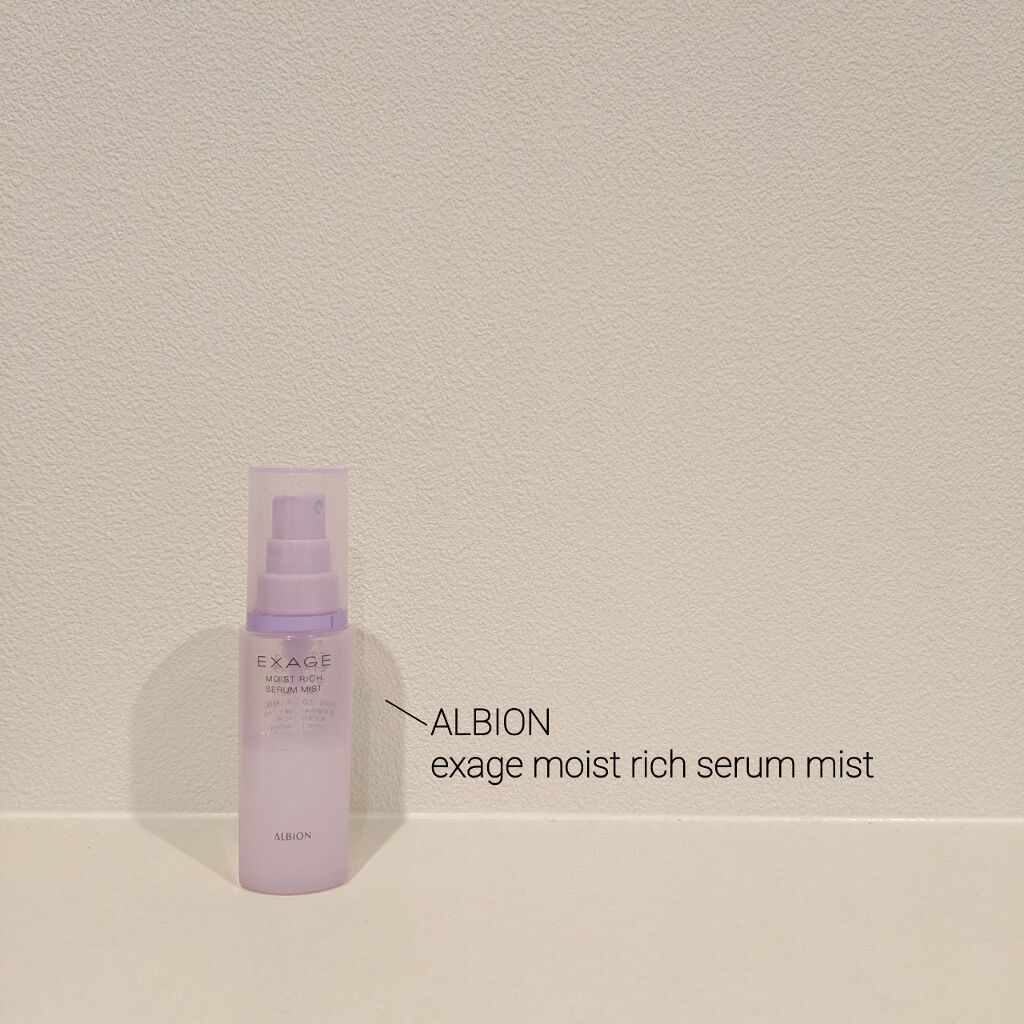 EXAGE
MOIST RICH
SERUM MIST
ALBION
ALBION
exage moist rich serum mist